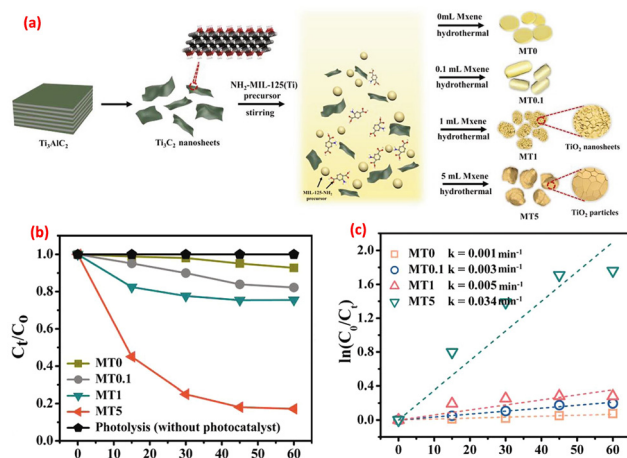 (a)
Ti₃AlC₂
Ti₃C₂ nanosheets
NH₂-MIL-125(Ti)
precursor
stirring
MIL-125-NH₂
precursor
0mL Mxene
hydrothermal
MT0
0.1 mL Mxene
hydrothermal
MT0.1
1 mL Mxene
hydrothermal
MT1
TiO₂ nanosheets
5 mL Mxene
hydrothermal
MT5
TiO₂ particles
(b)
Cₜ/C₀
1.0
0.8
0.6
0.4
0.2
0.0
MT0
MT0.1
MT1
MT5
Photolysis (without photocatalyst)
0 10 20 30 40 50 60
(c)
ln(C₀/Cₜ)
2.0
1.6
1.2
0.8
0.4
0.0
MT0 k = 0.001 min⁻¹
MT0.1 k = 0.003 min⁻¹
MT1 k = 0.005 min⁻¹
MT5 k = 0.034 min⁻¹
0 10 20 30 40 50 60